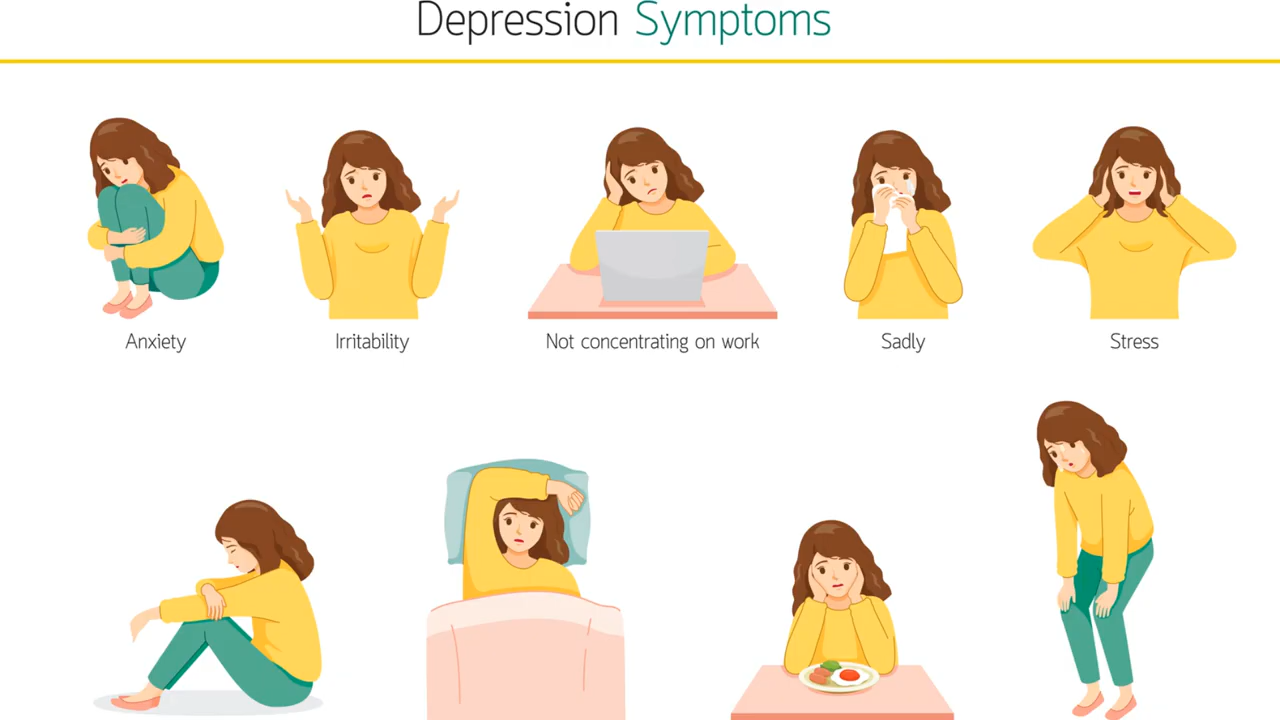 Depression Symptoms
Anxiety
Irritability
Not concentrating on work
Sadly
Stress